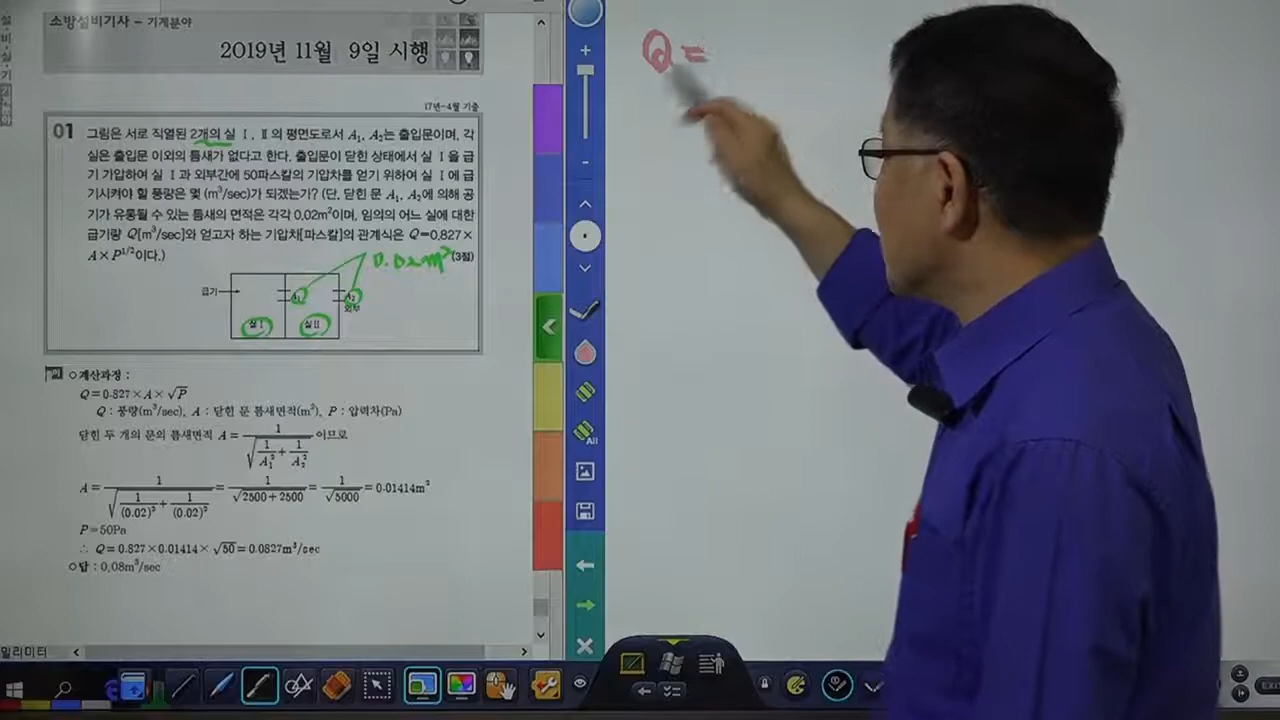 설·비·실·기
기계분야
소방설비기사 - 기계분야
2019년 11월 9일 시행
17년-4월 기출
01 그림은 서로 직렬된 2개의 실 Ⅰ, Ⅱ의 평면도로서 A₁, A₂는 출입문이며, 각
실은 출입문 이외의 틈새가 없다고 한다. 출입문이 닫힌 상태에서 실 Ⅰ을 급
기 가압하여 실 Ⅰ과 외부간에 50파스칼의 기압차를 얻기 위하여 실 Ⅰ에 급
기시켜야 할 풍량은 몇 (m³/sec)가 되겠는가? (단, 닫힌 문 A₁, A₂에 의해 공
기가 유통될 수 있는 틈새의 면적은 각각 0.02m²이며, 임의의 어느 실에 대한
급기량 Q[m³/sec]와 얻고자 하는 기압차[파스칼]의 관계식은 Q=0.827×
A×P^{1/2}이다.)
0.02m²
(3점)
급기
A₁
A₂
외부
실Ⅰ
실Ⅱ
○계산과정 :
Q=0.827×A×√P
Q : 풍량(m³/sec), A : 닫힌 문 틈새면적(m²), P : 압력차(Pa)
닫힌 두 개의 문의 틈새면적 A = 1/√(1/A₁² + 1/A₂²) 이므로
A = 1/√(1/(0.02)² + 1/(0.02)²) = 1/√(2500+2500) = 1/√5000 = 0.01414m²
P=50Pa
∴ Q=0.827×0.01414×√50=0.0827m³/sec
○답 : 0.08m³/sec
밀리미터
Q =
All